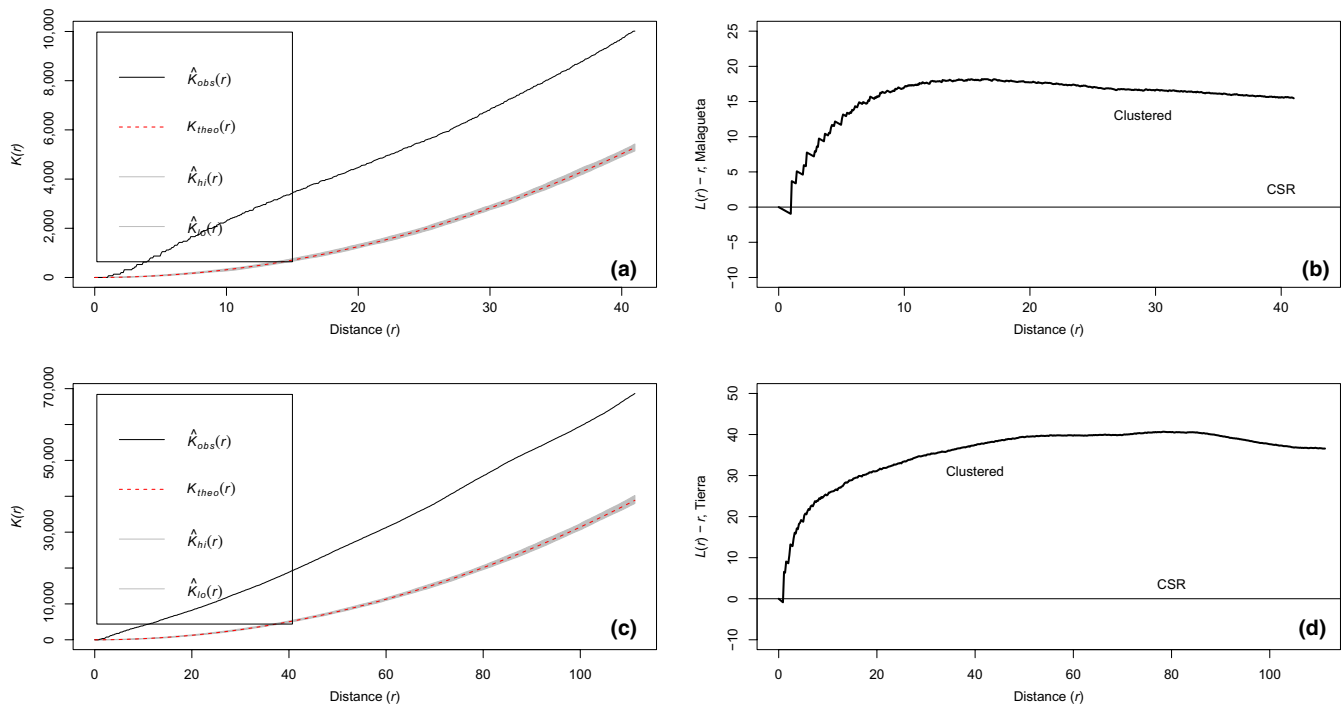 10,000
8,000
6,000
4,000
2,000
0
K(r)
K̂obs(r)
Ktheo(r)
K̂hi(r)
K̂lo(r)
(a)
0 10 20 30 40
Distance (r)
25
20
15
10
5
0
−5
−10
L(r) − r, Malagueta
Clustered
CSR
(b)
0 10 20 30 40
Distance (r)
70,000
50,000
30,000
10,000
0
K(r)
K̂obs(r)
Ktheo(r)
K̂hi(r)
K̂lo(r)
(c)
0 20 40 60 80 100
Distance (r)
50
40
30
20
10
0
−10
L(r) − r, Tierra
Clustered
CSR
(d)
0 20 40 60 80 100
Distance (r)